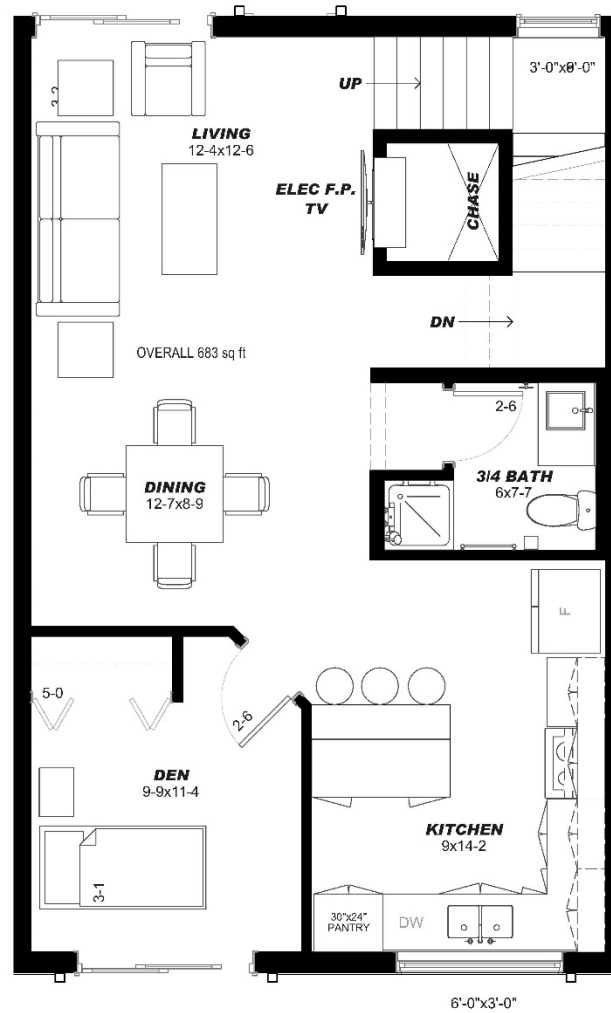 3'-0"x6'-0"
UP
3-2
LIVING
12-4x12-6
ELEC F.P.
TV
CHASE
DN
OVERALL 683 sq ft
2-6
3/4 BATH
6x7-7
DINING
12-7x8-9
F
5-0
2-6
DEN
9-9x11-4
KITCHEN
9x14-2
3-1
30"x24"
PANTRY
DW
6'-0"x3'-0"